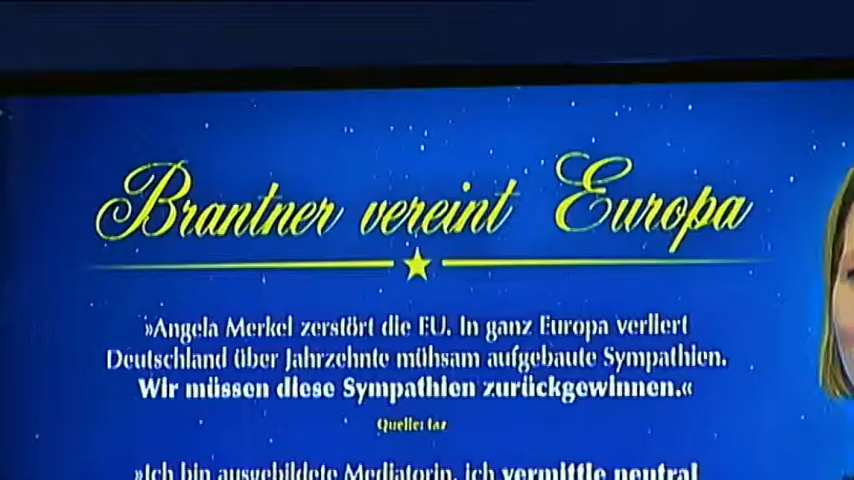 Brantner vereint Europa
»Angela Merkel zerstört die EU. In ganz Europa verliert
Deutschland über Jahrzehnte mühsam aufgebaute Sympathien.
Wir müssen diese Sympathien zurückgewinnen.«
Quelle: taz
»Ich bin ausgebildete Mediatorin, ich vermittle neutral